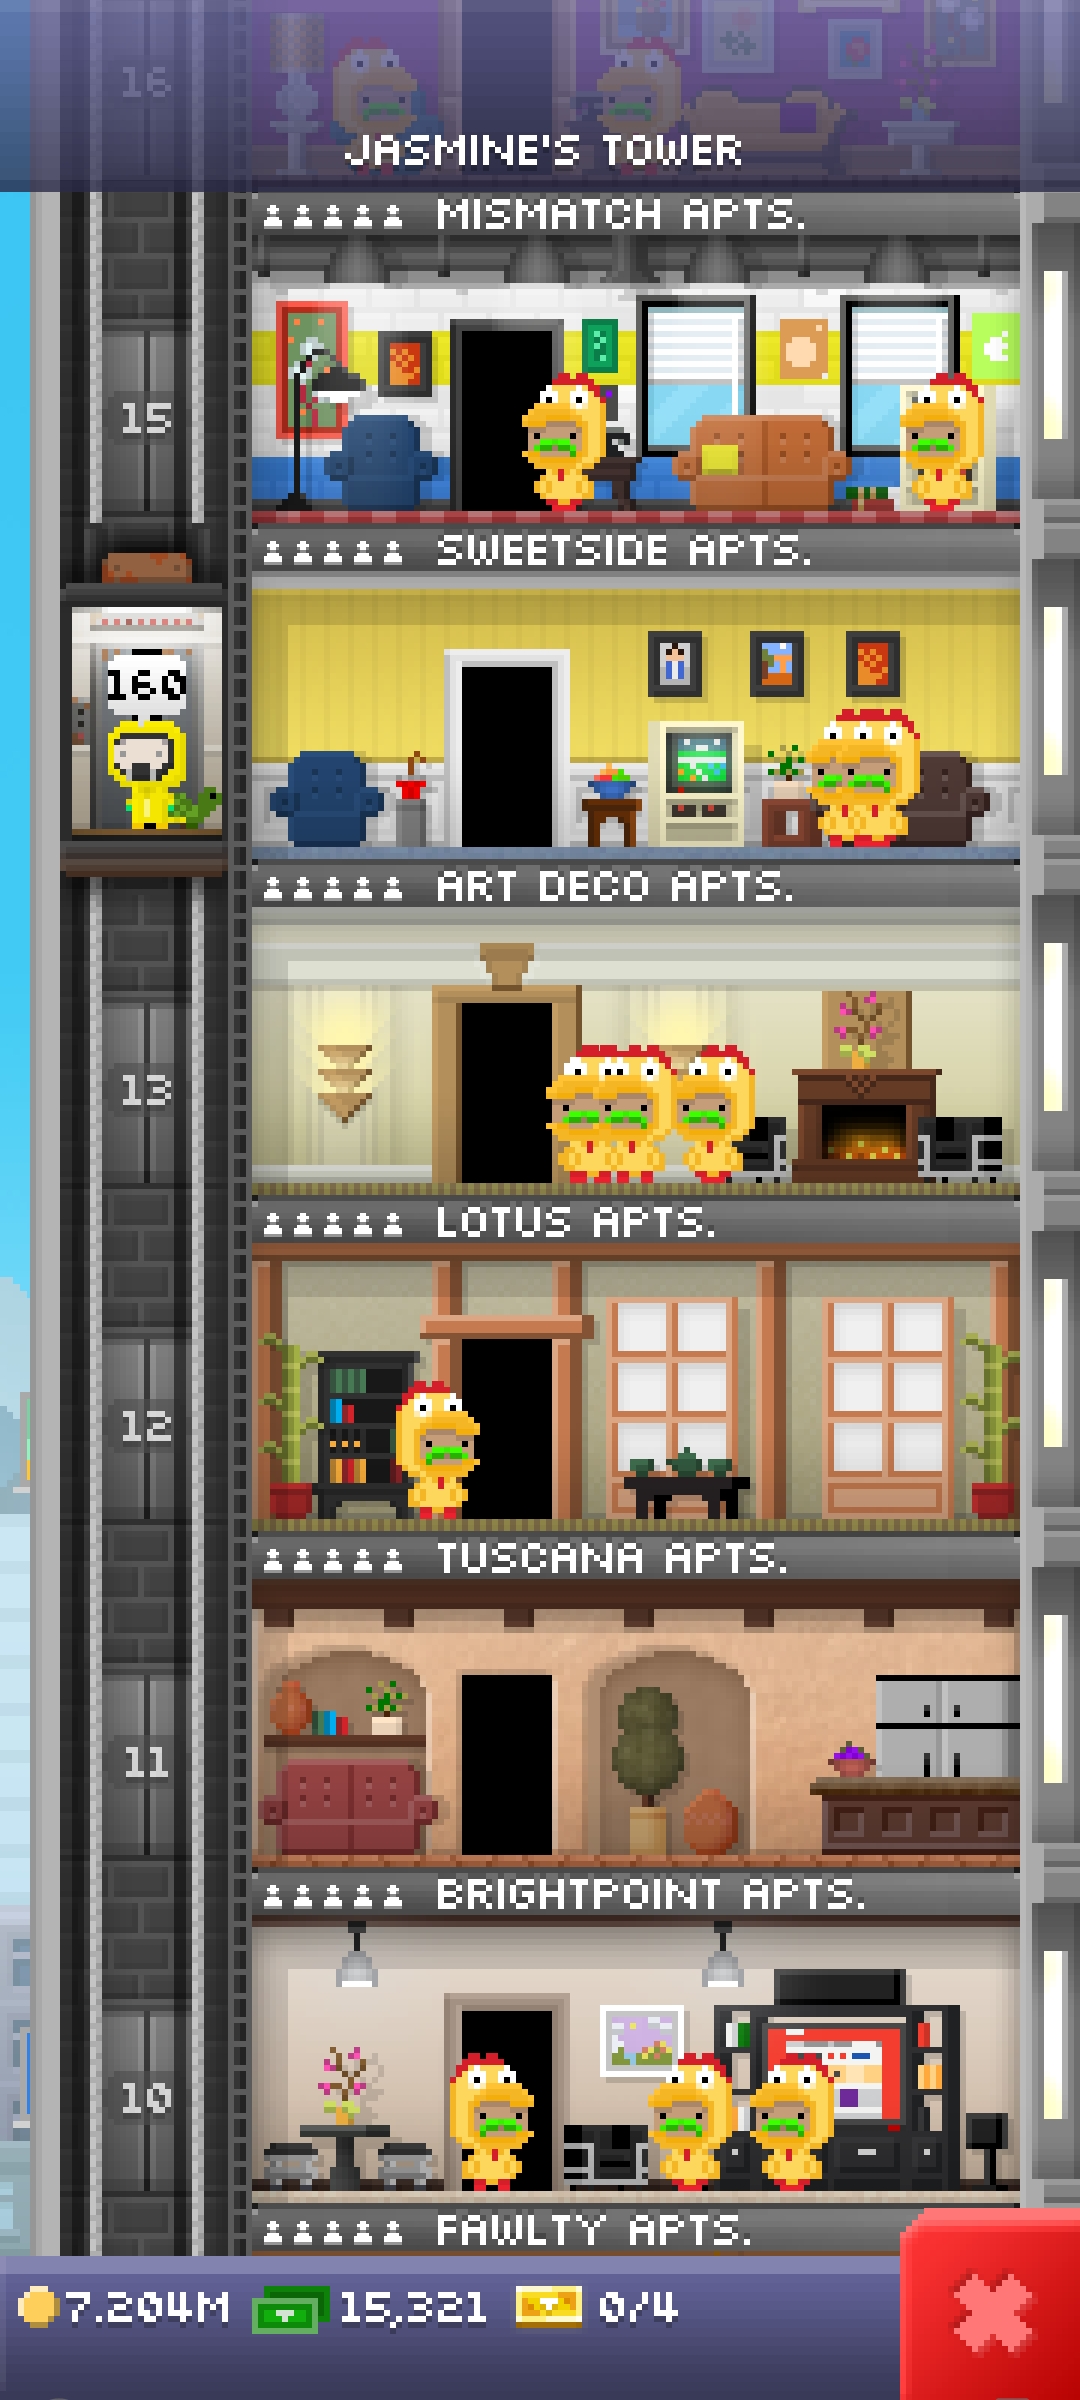 16
JASMINE'S TOWER
MISMATCH APTS.
15
SWEETSIDE APTS.
160
ART DECO APTS.
13
LOTUS APTS.
12
TUSCANA APTS.
11
BRIGHTPOINT APTS.
10
FAWLTY APTS.
7.204M 15,321 0/4